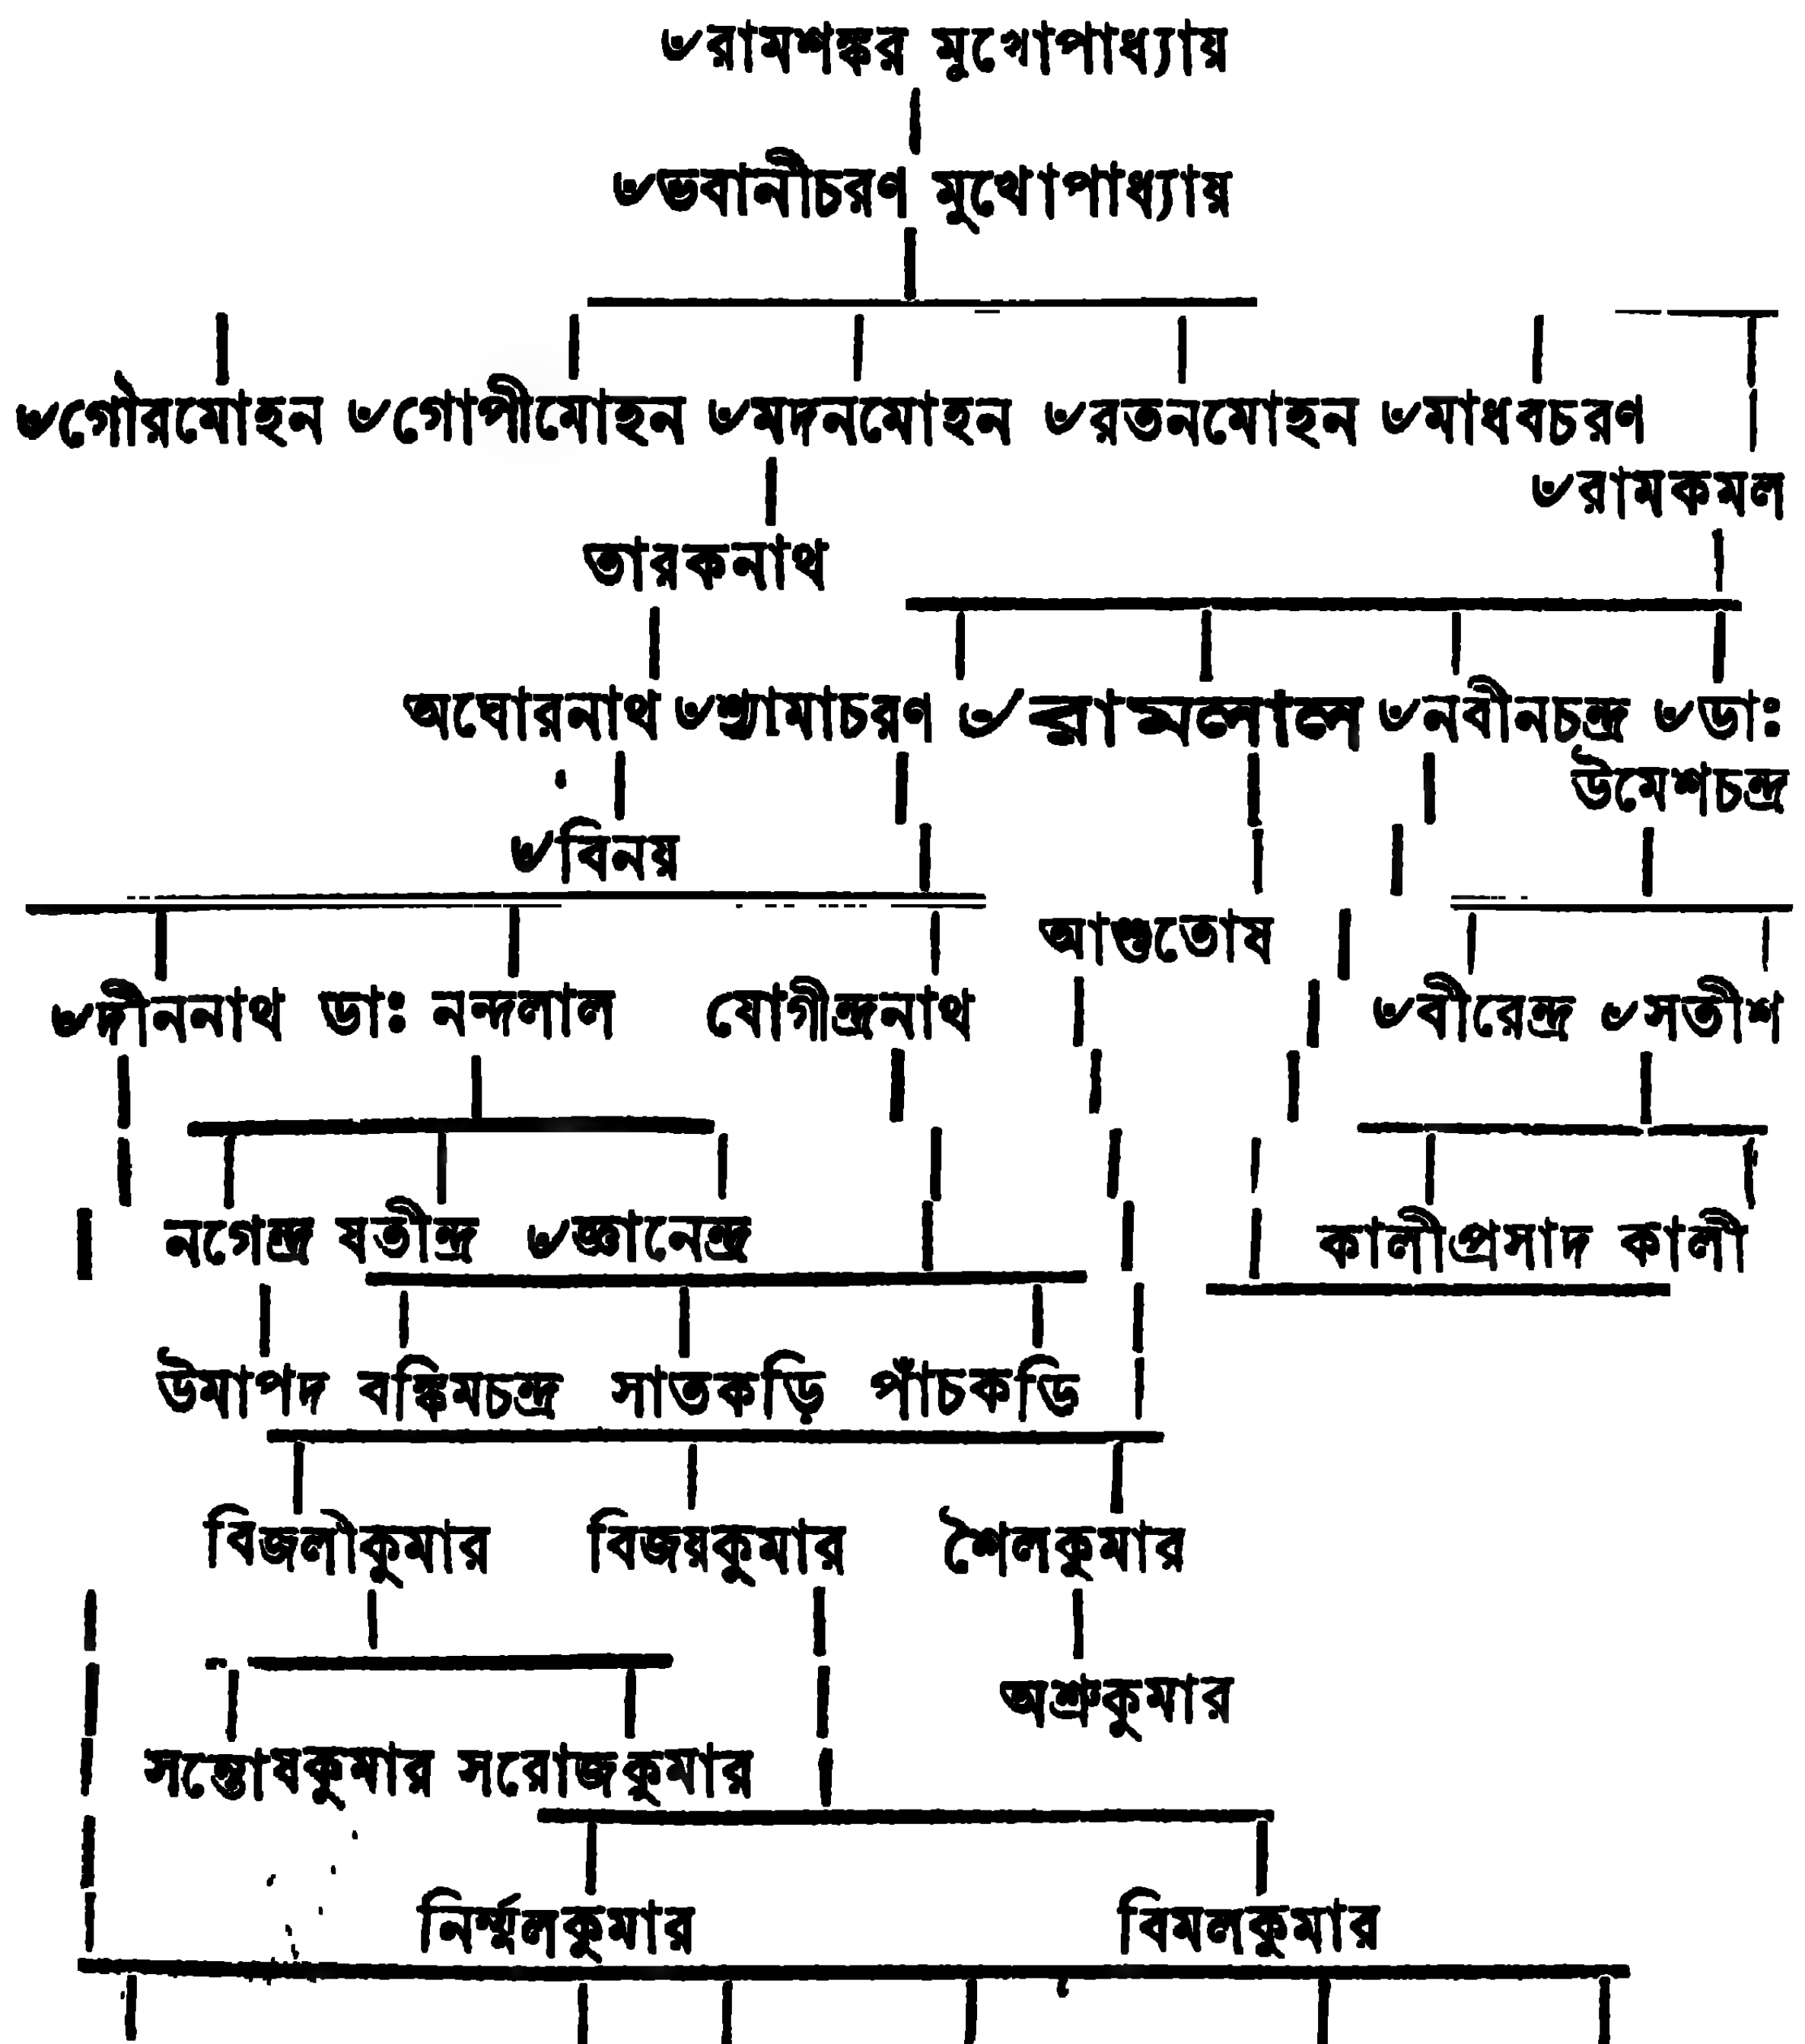 ৺রামশঙ্কর মুখোপাধ্যায়
৺ভবানীচরণ মুখোপাধ্যায়
৺গৌরমোহন ৺গোপীমোহন ৺মদনমোহন ৺রতনমোহন ৺মাধবচরণ
৺রামকমল
তারকনাথ
অঘোরনাথ ৺শ্যামাচরণ ৺রামলাল ৺নবীনচন্দ্র ৺ডাঃ
উমেশচন্দ্র
৺বিনয়
আশুতোষ
৺দীননাথ ডাঃ নন্দলাল যোগীন্দ্রনাথ ৺বীরেন্দ্র ৺সতীশ
নগেন্দ্র যতীন্দ্র ৺জ্ঞানেন্দ্র কালীপ্রসাদ কালী
উমাপদ বঙ্কিমচন্দ্র সাতকড়ি পাঁচকড়ি
বিজলীকুমার বিজয়কুমার শৈলকুমার
অশ্রুকুমার
সন্তোষকুমার সরোজকুমার
নির্ম্মলকুমার বিমলকুমার